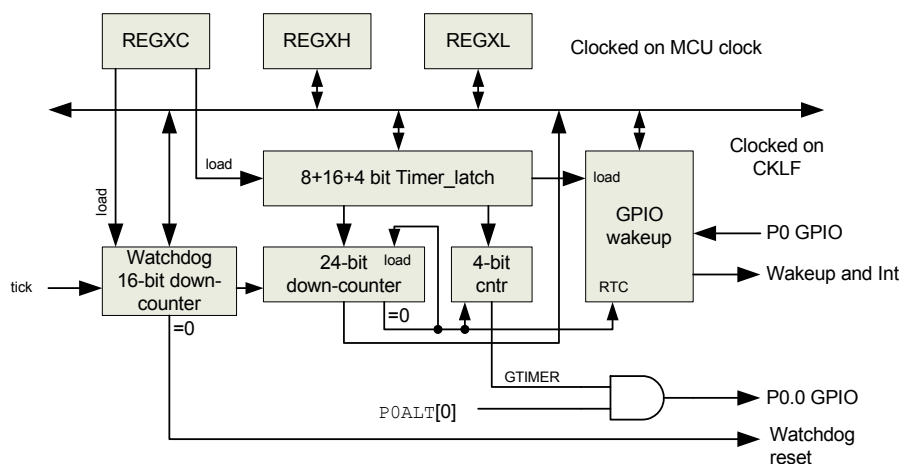 REGXC
REGXH
REGXL
Clocked on MCU clock
Clocked on
CKLF
load
8+16+4 bit Timer_latch
load
load
GPIO
wakeup
P0 GPIO
Watchdog
16-bit down-
counter
24-bit
down-counter
load
4-bit
cntr
tick
Wakeup and Int
RTC
=0
=0
GTIMER
P0ALT[0]
P0.0 GPIO
Watchdog
reset